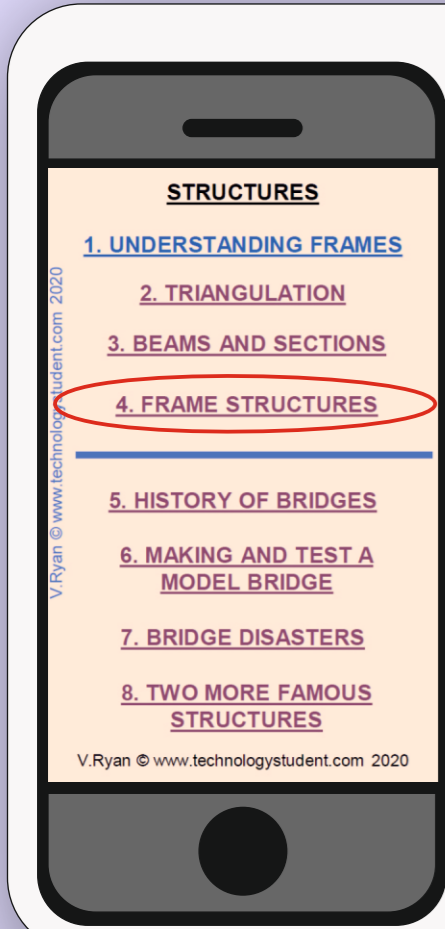 STRUCTURES
1. UNDERSTANDING FRAMES
2. TRIANGULATION
3. BEAMS AND SECTIONS
4. FRAME STRUCTURES
5. HISTORY OF BRIDGES
6. MAKING AND TEST A
MODEL BRIDGE
7. BRIDGE DISASTERS
8. TWO MORE FAMOUS
STRUCTURES
V.Ryan © www.technologystudent.com 2020
V.Ryan © www.technologystudent.com 2020